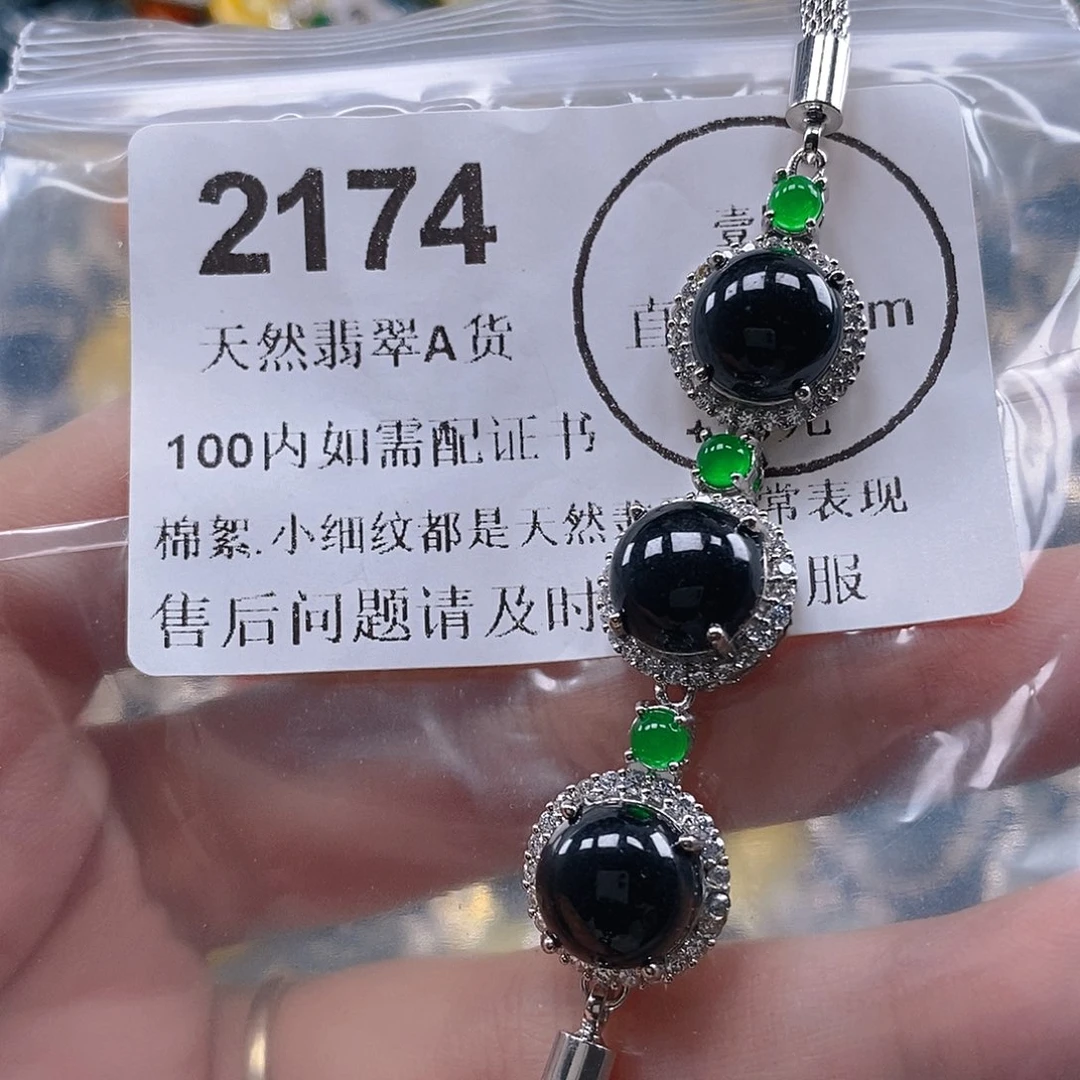 2174
天然翡翠A货
100内如需配证书
棉絮.小细纹都是天然 常表现
售后问题请及时 服
壹
直 m
元